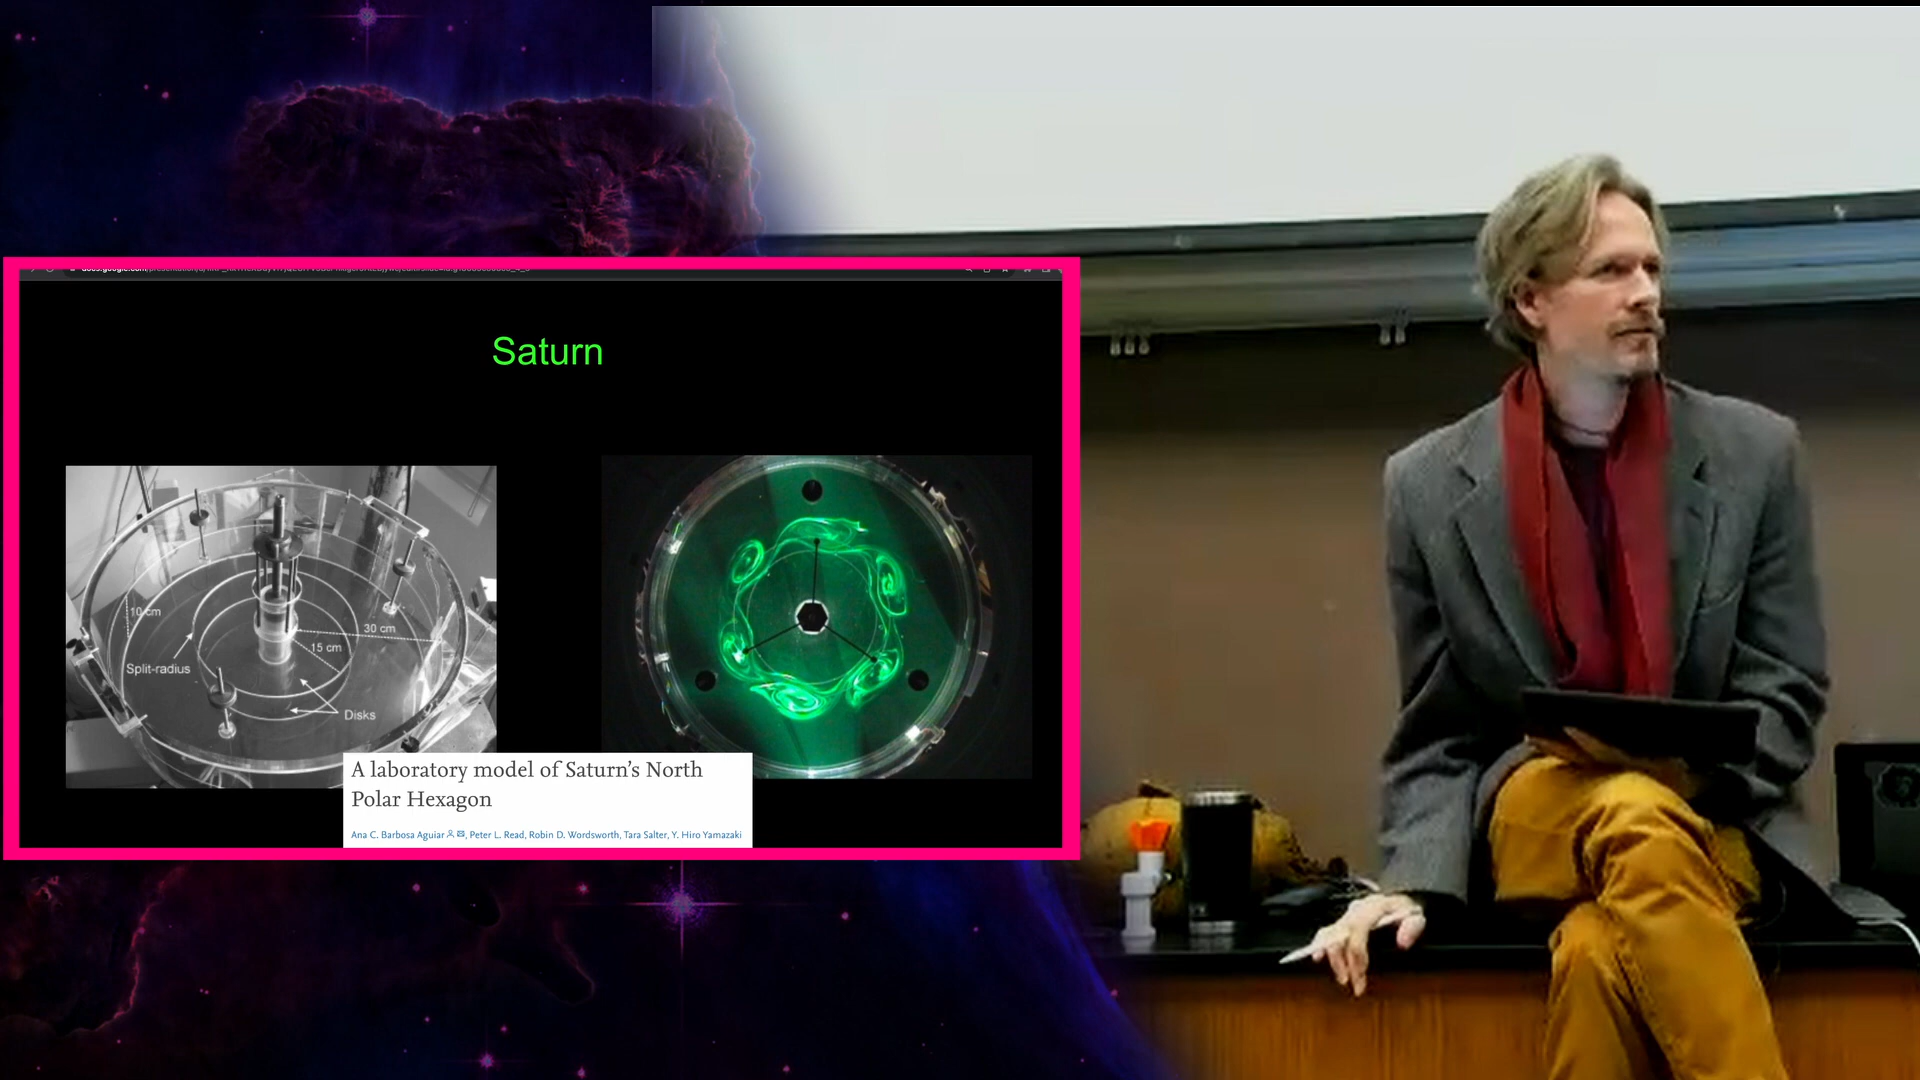 Saturn
10 cm
30 cm
15 cm
Split-radius
Disks
A laboratory model of Saturn's North
Polar Hexagon
Ana C. Barbosa Aguiar, Peter L. Read, Robin D. Wordsworth, Tara Salter, Y. Hiro Yamazaki